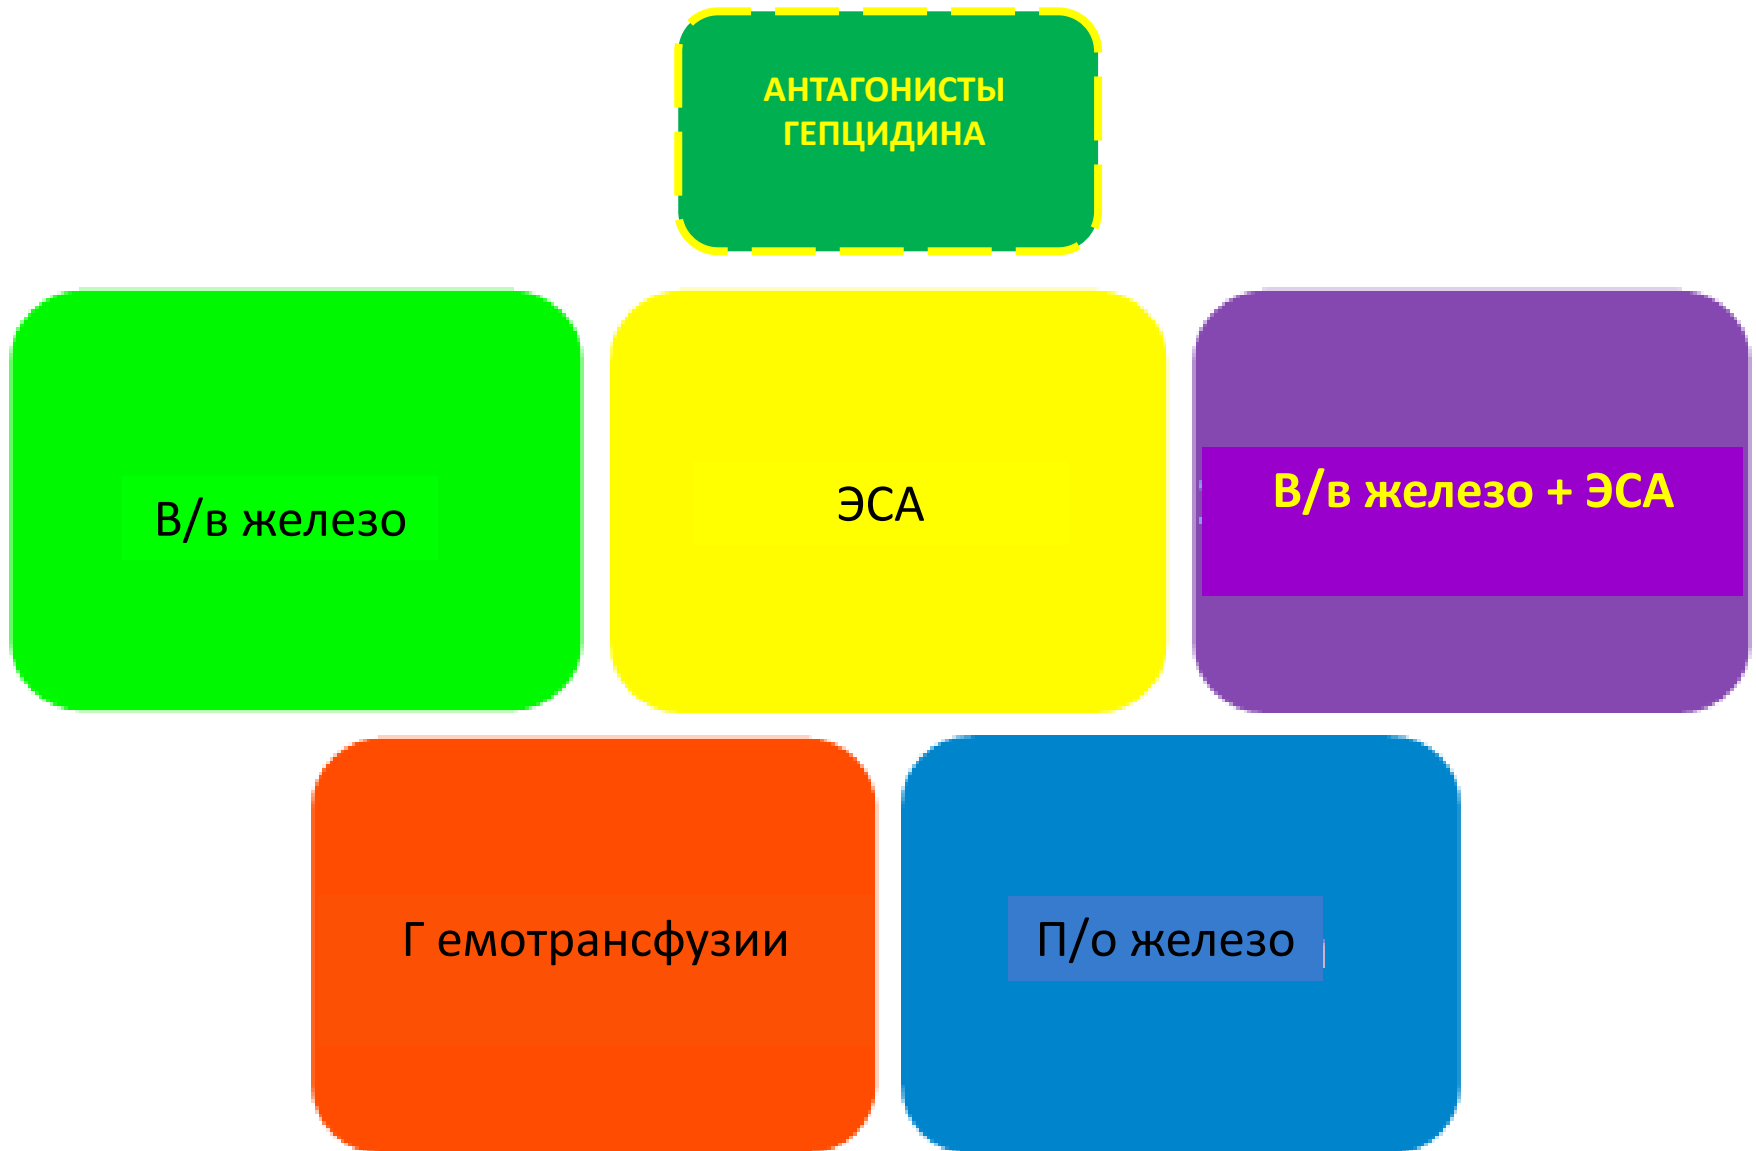 АНТАГОНИСТЫ
ГЕПЦИДИНА
В/в железо
ЭСА
В/в железо + ЭСА
Г емотрансфузии
П/о железо